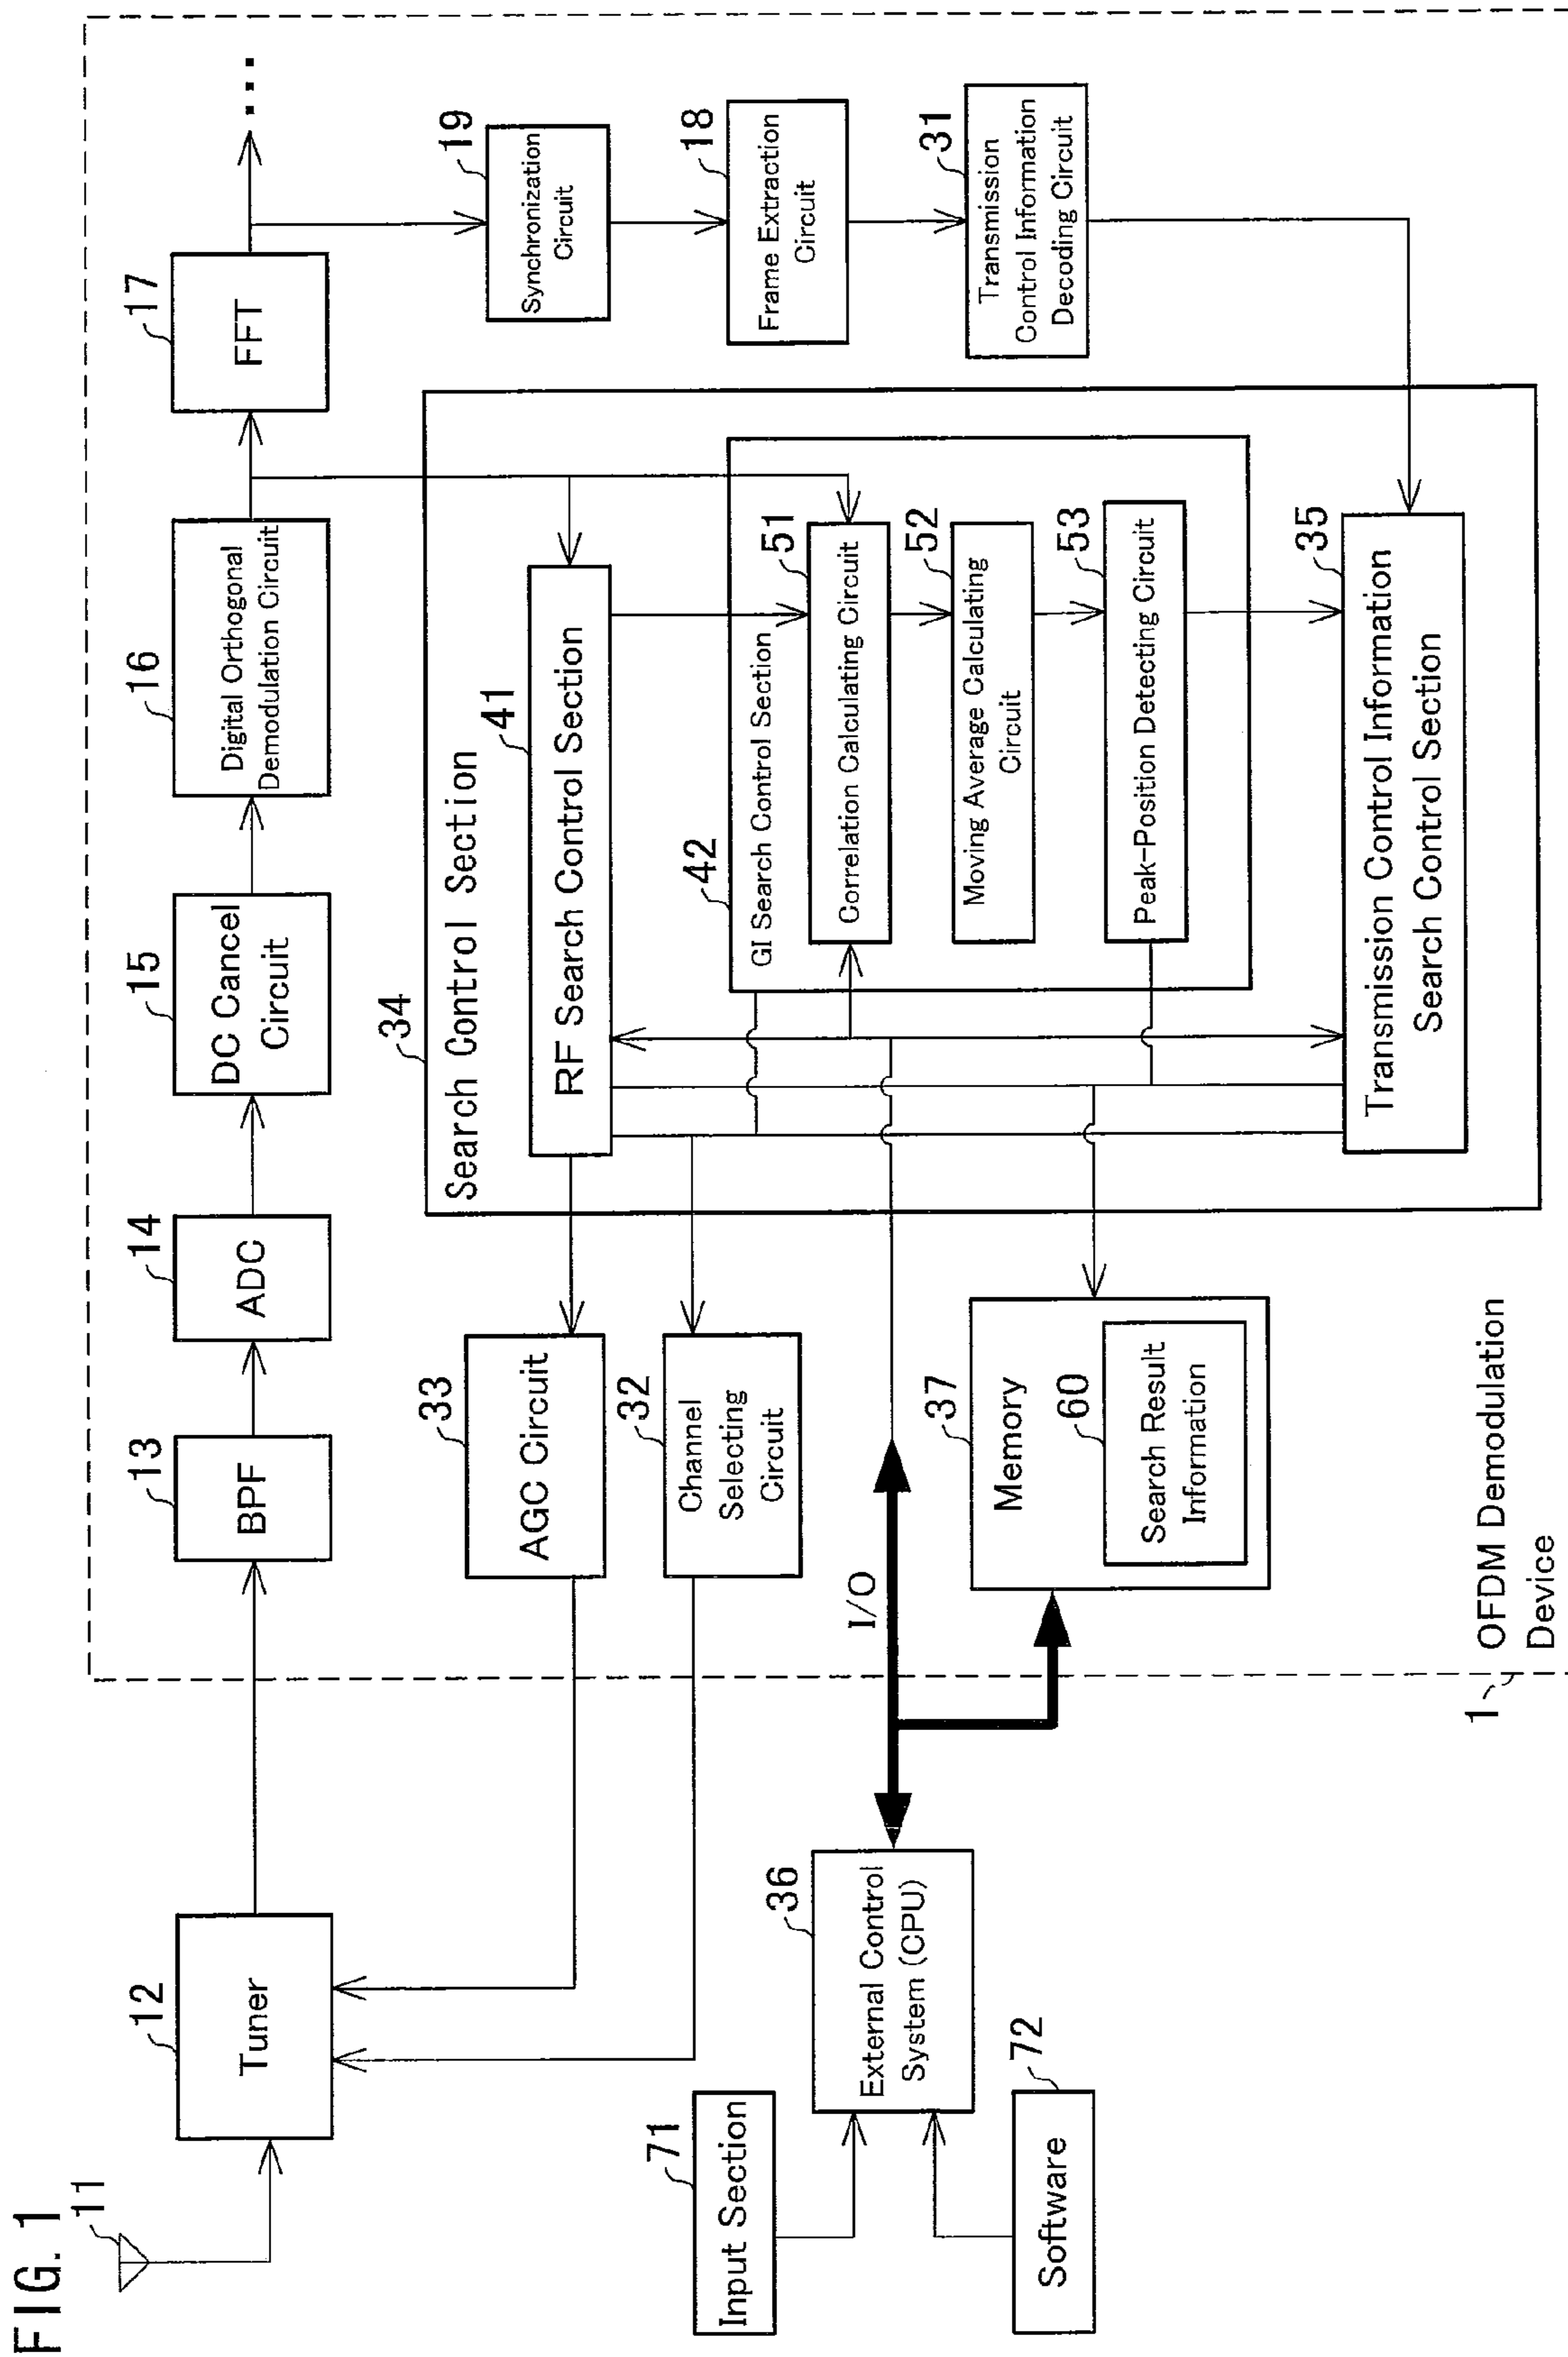 FIG. 1
11
12
Tuner
13
BPF
14
ADC
15
DC Cancel
Circuit
16
Digital Orthogonal
Demodulation Circuit
17
FFT
...
19
Synchronization
Circuit
18
Frame Extraction
Circuit
31
Transmission
Control Information
Decoding Circuit
33
AGC Circuit
32
Channel
Selecting
Circuit
34
Search Control Section
41
RF Search Control Section
42
GI Search Control Section
51
Correlation Calculating Circuit
52
Moving Average Calculating
Circuit
53
Peak-Position Detecting Circuit
35
Transmission Control Information
Search Control Section
71
Input Section
72
Software
36
External Control
System (CPU)
I/O
37
Memory
60
Search Result
Information
1
OFDM Demodulation
Device